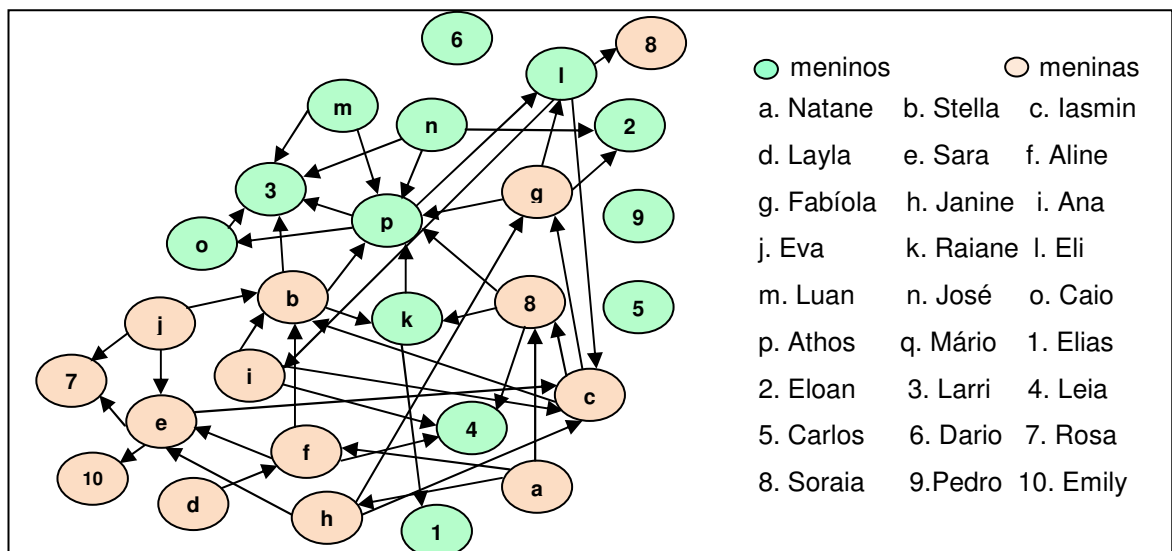 6
8
l
m
n
2
3
g
p
9
o
b
8
k
5
j
i
7
c
e
4
f
10
a
d
h
1
meninos meninas
a. Natane b. Stella c. Iasmin
d. Layla e. Sara f. Aline
g. Fabíola h. Janine i. Ana
j. Eva k. Raiane l. Eli
m. Luan n. José o. Caio
p. Athos q. Mário 1. Elias
2. Eloan 3. Larri 4. Leia
5. Carlos 6. Dario 7. Rosa
8. Soraia 9.Pedro 10. Emily